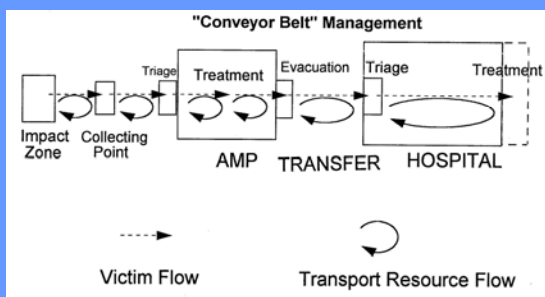 "Conveyor Belt" Management
Triage
Treatment
Evacuation
Triage
Treatment
Impact
Zone
Collecting
Point
AMP
TRANSFER
HOSPITAL
Victim Flow
Transport Resource Flow